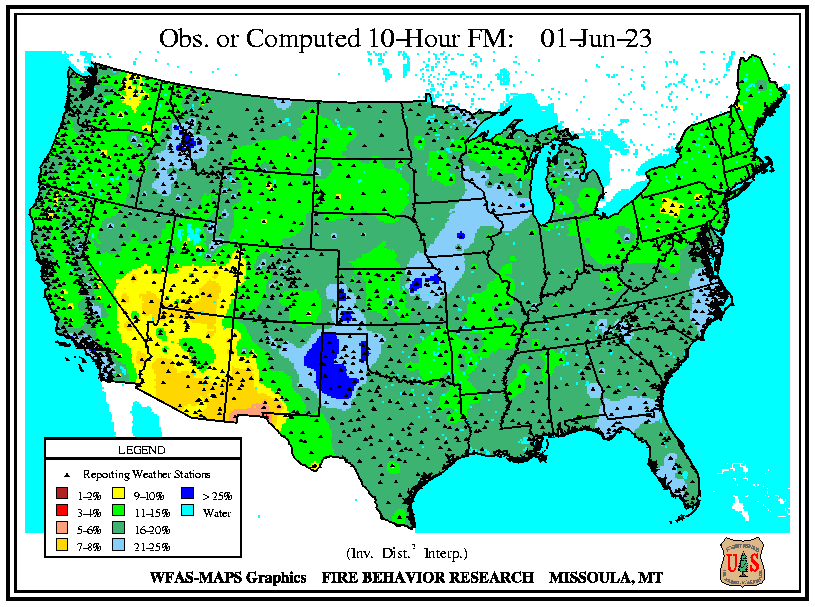 Obs. or Computed 10-Hour FM: 01-Jun-23
LEGEND
Reporting Weather Stations
1-2% 9-10% > 25%
3-4% 11-15% Water
5-6% 16-20%
7-8% 21-25%
(Inv. Dist.² Interp.)
WFAS-MAPS Graphics FIRE BEHAVIOR RESEARCH MISSOULA, MT
US